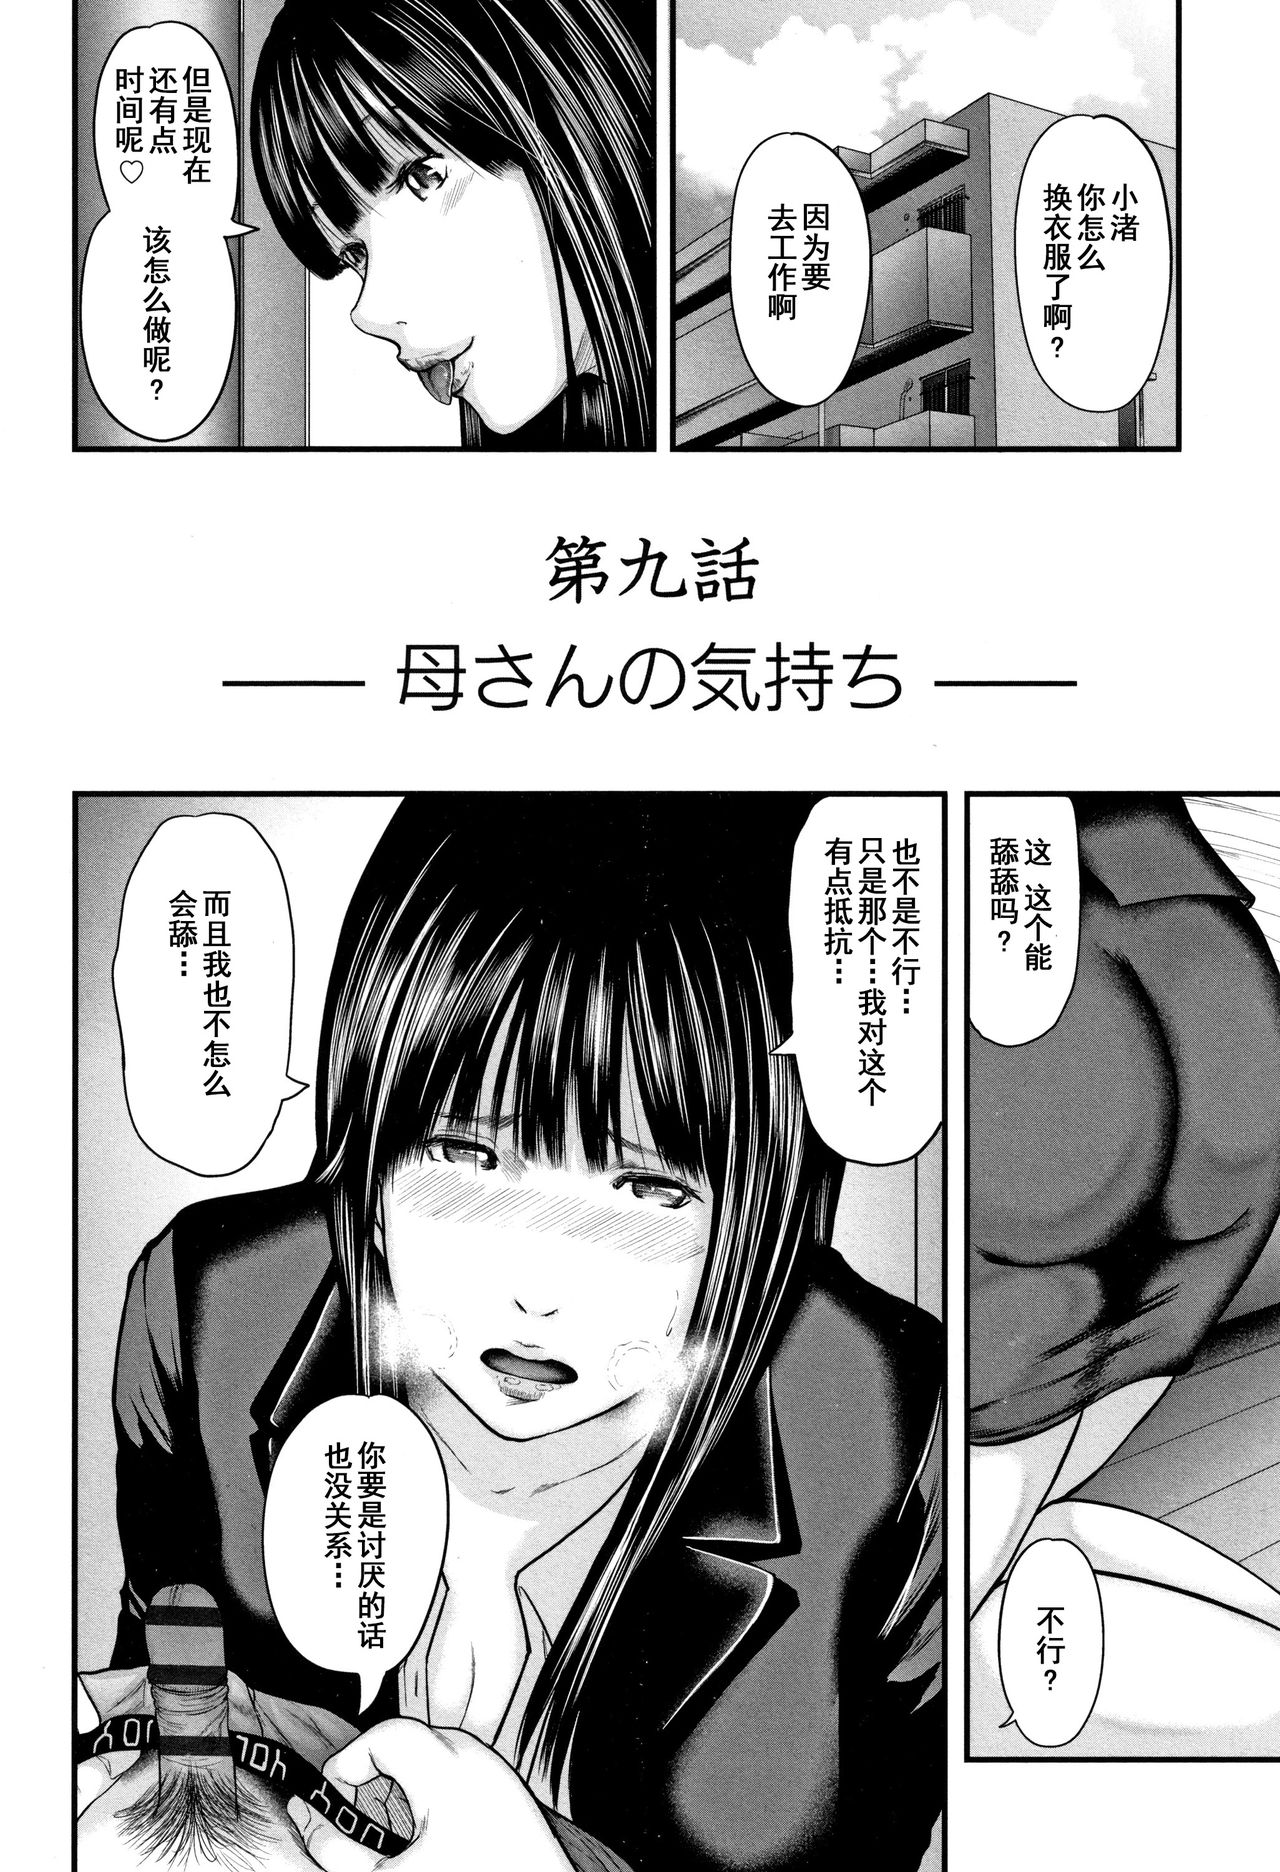 小渚
你怎么
换衣服了啊?
因为要
去工作啊
但是现在
还有点
时间呢♡
该怎么做呢?
第九話
母さんの気持ち
这 这个能
舔舔吗?
不行?
也不是不行…
只是那个…我对这个
有点抵抗…
而且我也不怎么
会舔…
你要是讨厌的话
也没关系…